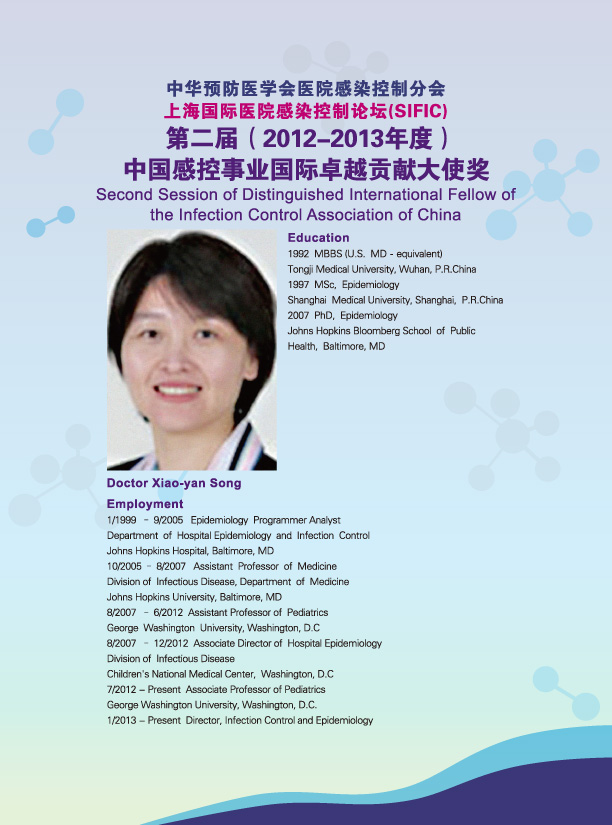 中华预防医学会医院感染控制分会
上海国际医院感染控制论坛(SIFIC)
第二届（2012–2013年度）
中国感控事业国际卓越贡献大使奖
Second Session of Distinguished International Fellow of
the Infection Control Association of China
Education
1992 MBBS (U.S. MD - equivalent)
Tongji Medical University, Wuhan, P.R.China
1997 MSc, Epidemiology
Shanghai Medical University, Shanghai, P.R.China
2007 PhD, Epidemiology
Johns Hopkins Bloomberg School of Public
Health, Baltimore, MD
Doctor Xiao-yan Song
Employment
1/1999 - 9/2005 Epidemiology Programmer Analyst
Department of Hospital Epidemiology and Infection Control
Johns Hopkins Hospital, Baltimore, MD
10/2005 - 8/2007 Assistant Professor of Medicine
Division of Infectious Disease, Department of Medicine
Johns Hopkins University, Baltimore, MD
8/2007 - 6/2012 Assistant Professor of Pediatrics
George Washington University, Washington, D.C
8/2007 - 12/2012 Associate Director of Hospital Epidemiology
Division of Infectious Disease
Children's National Medical Center, Washington, D.C
7/2012 – Present Associate Professor of Pediatrics
George Washington University, Washington, D.C.
1/2013 – Present Director, Infection Control and Epidemiology